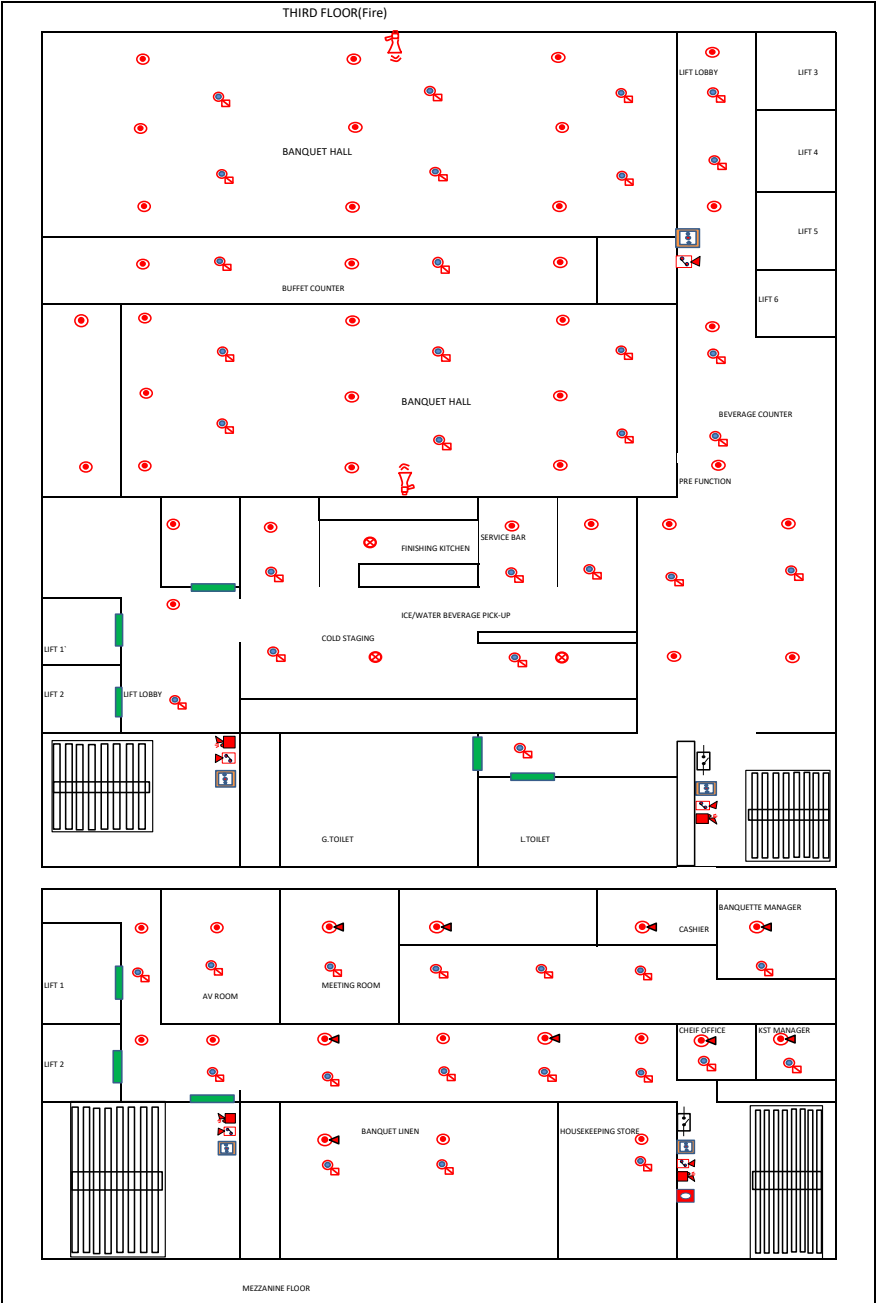 THIRD FLOOR(Fire)
LIFT LOBBY
LIFT 3
BANQUET HALL
LIFT 4
LIFT 5
BUFFET COUNTER
LIFT 6
BANQUET HALL
BEVERAGE COUNTER
PRE FUNCTION
SERVICE BAR
FINISHING KITCHEN
ICE/WATER BEVERAGE PICK-UP
COLD STAGING
LIFT 1`
LIFT 2
LIFT LOBBY
G.TOILET
L.TOILET
BANQUETTE MANAGER
CASHIER
LIFT 1
MEETING ROOM
AV ROOM
CHEIF OFFICE
KST MANAGER
LIFT 2
BANQUET LINEN
HOUSEKEEPING STORE
MEZZANINE FLOOR